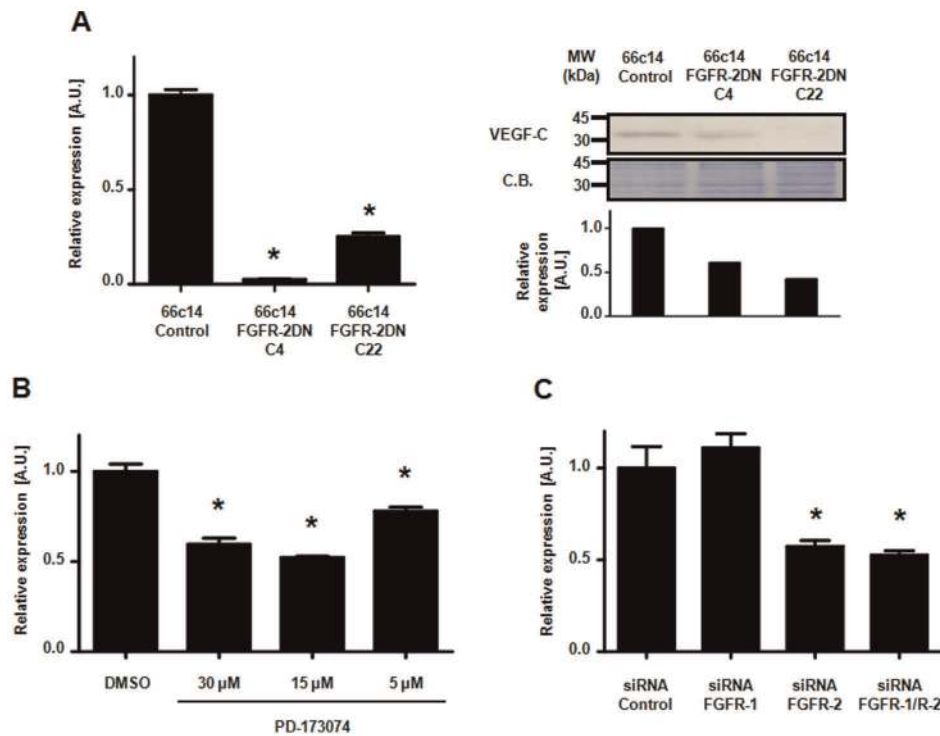 A
Relative expression [A.U.]
1.0
0.5
0.0
*
*
66c14
Control
66c14
FGFR-2DN
C4
66c14
FGFR-2DN
C22
MW
(kDa)
66c14
Control
66c14
FGFR-2DN
C4
66c14
FGFR-2DN
C22
VEGF-C
45
30
C.B.
45
30
Relative
expression
[A.U.]
1.0
0.5
0.0
B
Relative expression [A.U.]
1.0
0.5
0.0
*
*
*
DMSO
30 µM
15 µM
5 µM
PD-173074
C
Relative expression [A.U.]
1.0
0.5
0.0
*
*
siRNA
Control
siRNA
FGFR-1
siRNA
FGFR-2
siRNA
FGFR-1/R-2